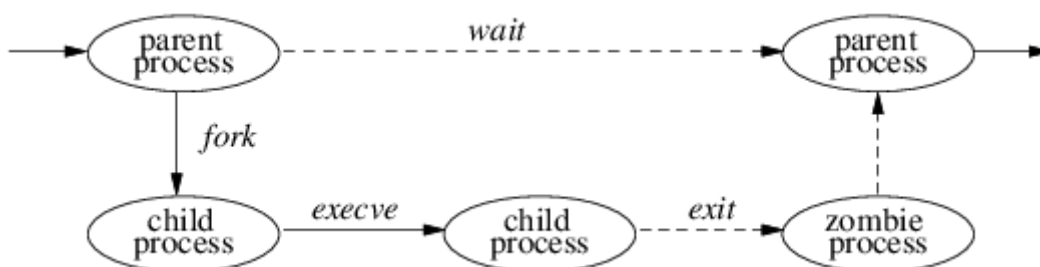 parent
process
wait
parent
process
fork
child
process
execve
child
process
exit
zombie
process